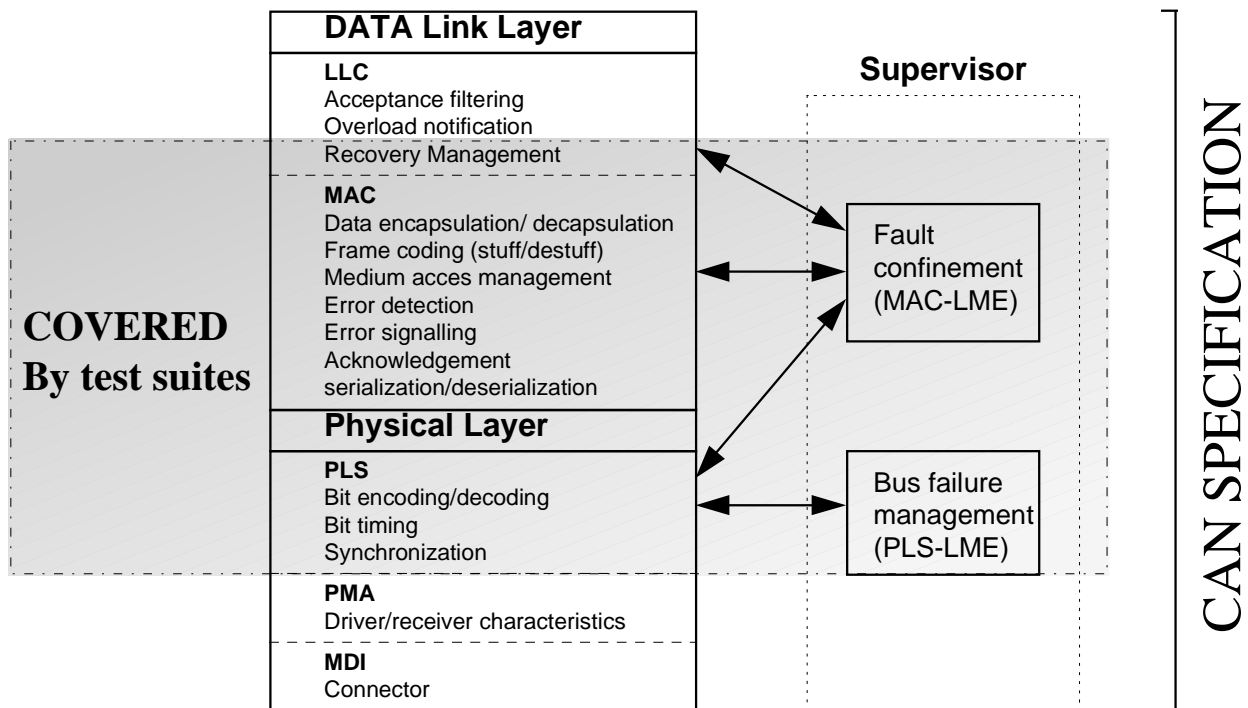 DATA Link Layer
LLC
Acceptance filtering
Overload notification
Recovery Management
MAC
Data encapsulation/ decapsulation
Frame coding (stuff/destuff)
Medium acces management
Error detection
Error signalling
Acknowledgement
serialization/deserialization
Physical Layer
PLS
Bit encoding/decoding
Bit timing
Synchronization
PMA
Driver/receiver characteristics
MDI
Connector
COVERED
By test suites
Supervisor
Fault
confinement
(MAC-LME)
Bus failure
management
(PLS-LME)
CAN SPECIFICATION